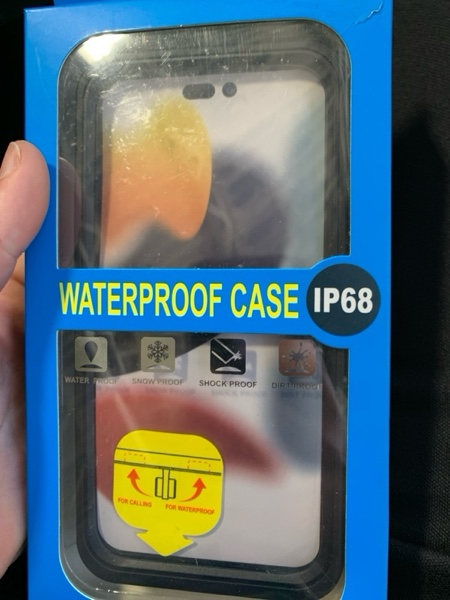 WATERPROOF CASE IP68
WATER PROOF SNOW PROOF SHOCK PROOF
FOR CALLING FOR WATERPROOF